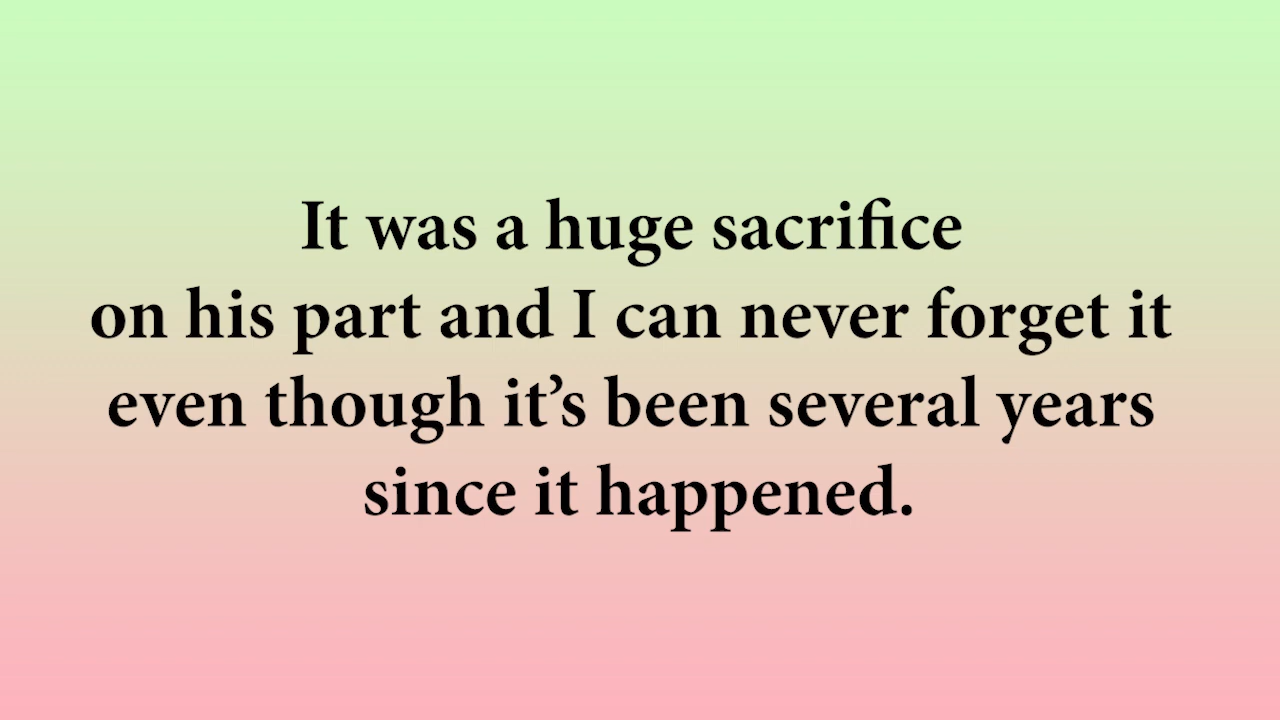 It was a huge sacrifice
on his part and I can never forget it
even though it’s been several years
since it happened.